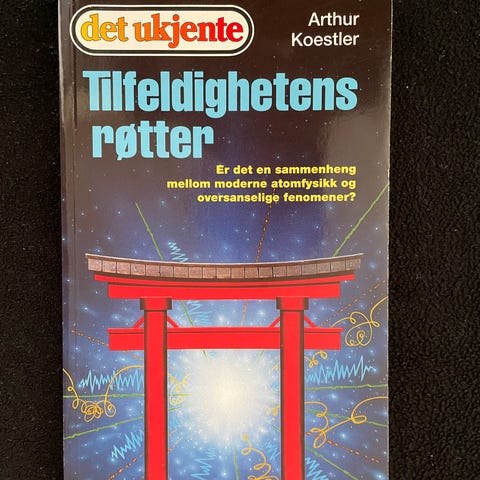 det ukjente
Arthur
Koestler
Tilfeldighetens
røtter
Er det en sammenheng
mellom moderne atomfysikk og
oversanselige fenomener?